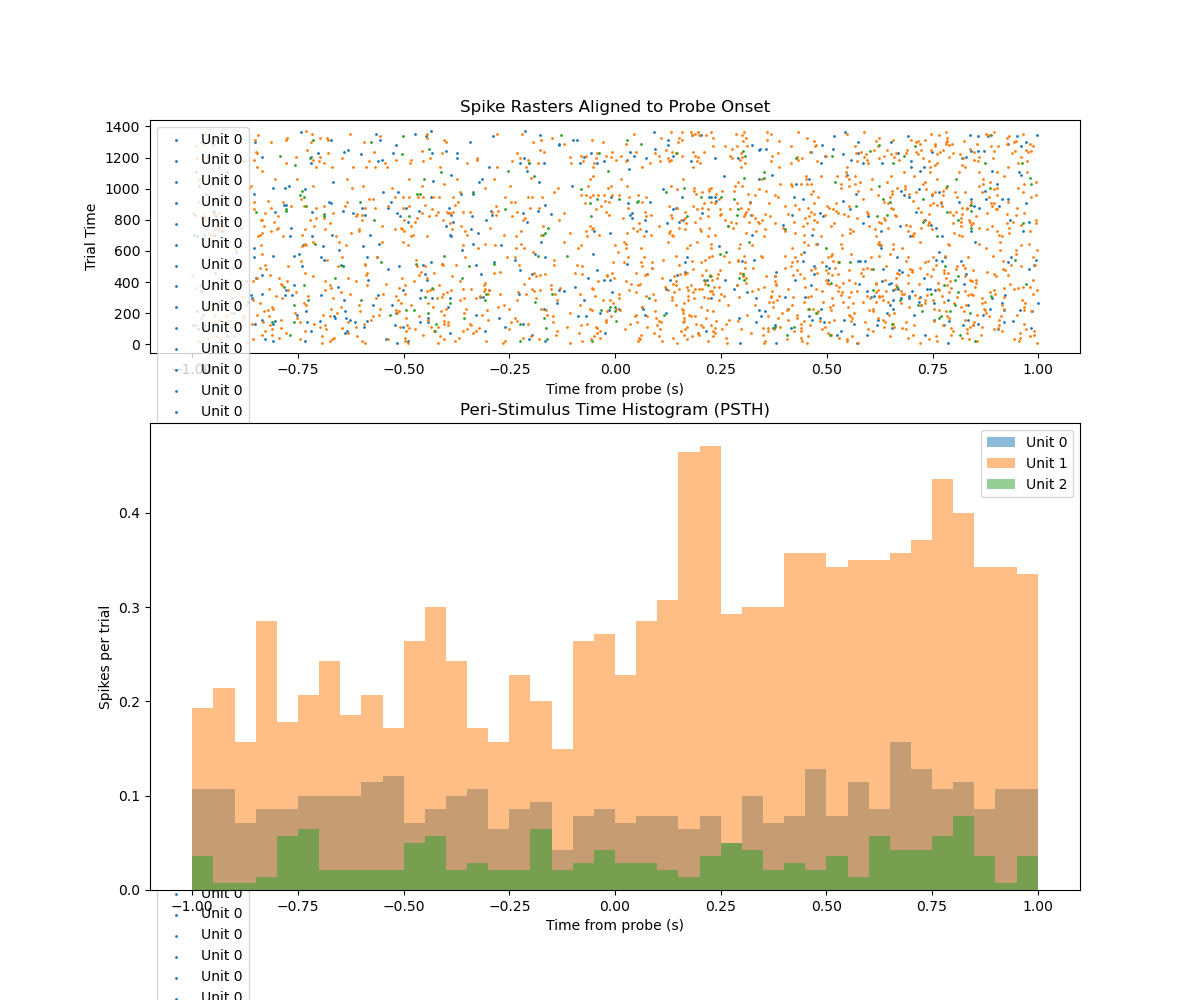 Spike Rasters Aligned to Probe Onset
1400
1200
1000
800
600
400
200
0
Trial Time
Unit 0
Unit 0
Unit 0
Unit 0
Unit 0
Unit 0
Unit 0
Unit 0
Unit 0
Unit 0
Unit 0
Unit 0
Unit 0
Unit 0
−1.00 −0.75 −0.50 −0.25 0.00 0.25 0.50 0.75 1.00
Time from probe (s)
Peri-Stimulus Time Histogram (PSTH)
Unit 0
Unit 1
Unit 2
0.4
0.3
0.2
0.1
0.0
Spikes per trial
−1.00 −0.75 −0.50 −0.25 0.00 0.25 0.50 0.75 1.00
Time from probe (s)
Unit 0
Unit 0
Unit 0
Unit 0
Unit 0
Unit 0